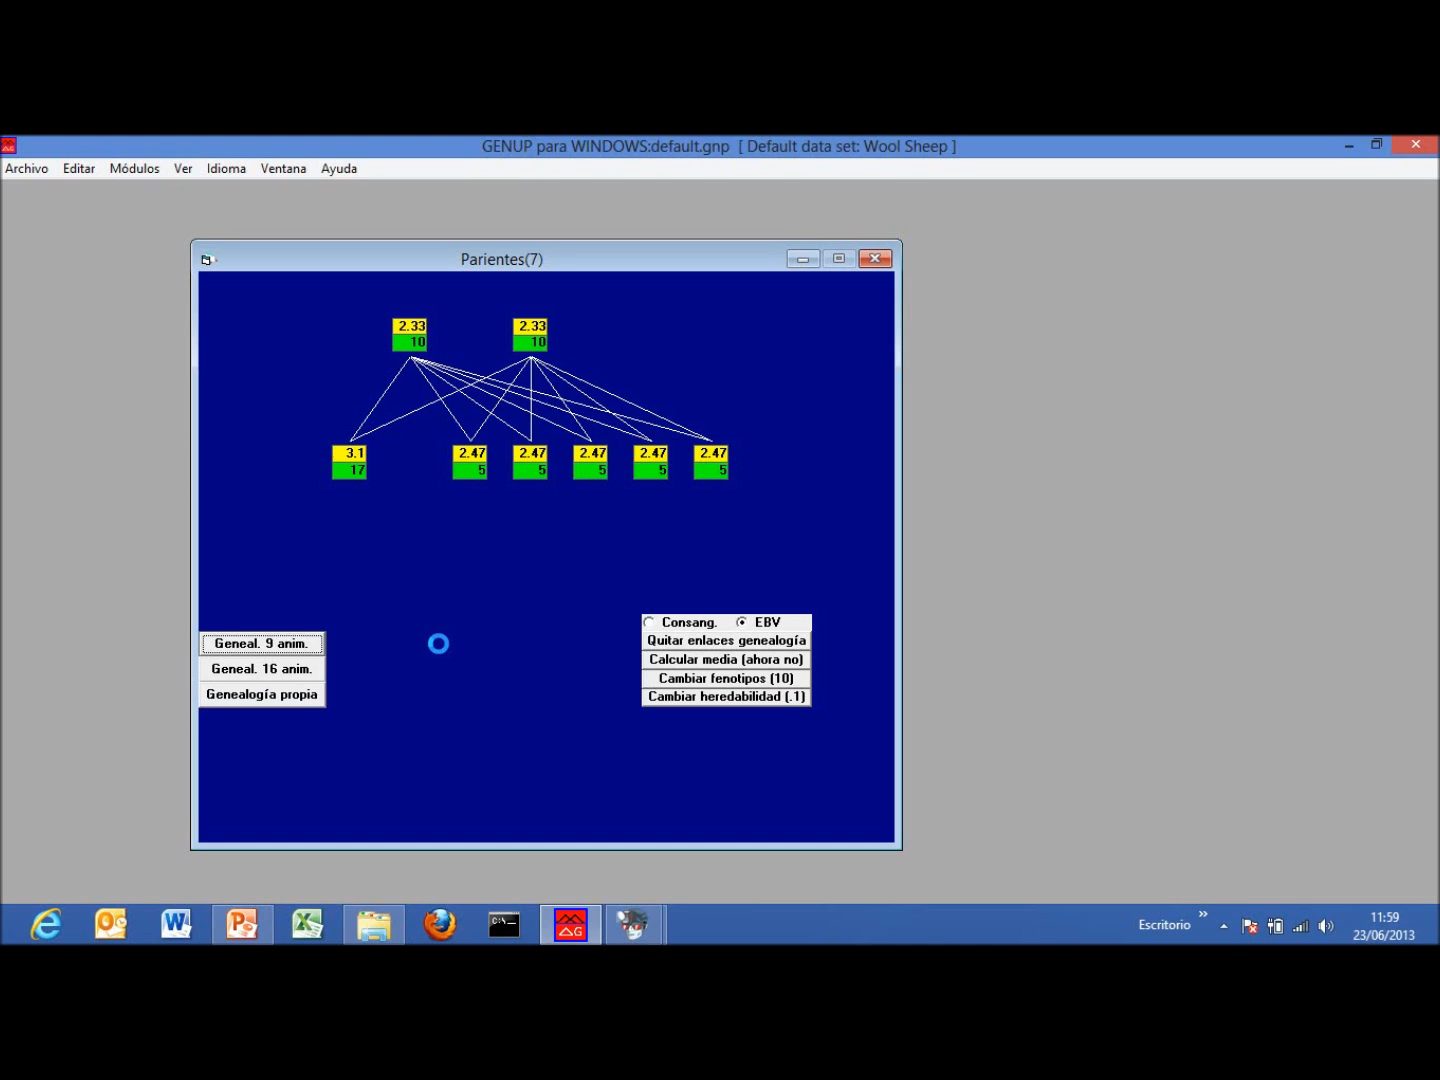 GENUP para WINDOWS:default.gnp [ Default data set: Wool Sheep ]
Archivo Editar Módulos Ver Idioma Ventana Ayuda
Parientes(7)
2.33 2.33
10 10
3.1 2.47 2.47 2.47 2.47 2.47
17 5 5 5 5 5
Consang. EBV
Geneal. 9 anim.
Geneal. 16 anim.
Genealogía propia
Quitar enlaces genealogía
Calcular media (ahora no)
Cambiar fenotipos (10)
Cambiar heredabilidad (.1)
C:\_
ΔG
Escritorio »
11:59
23/06/2013